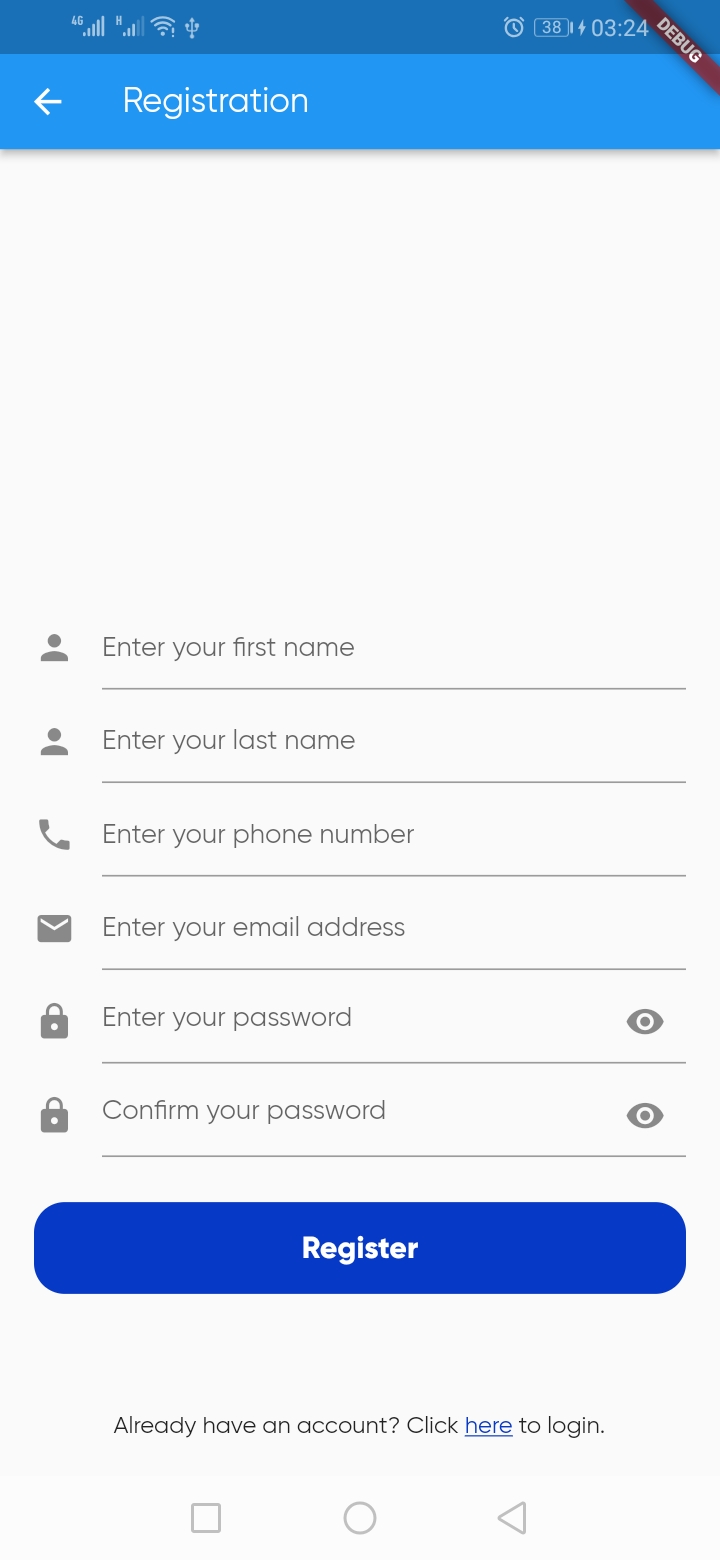 4G H 38 03:24
DEBUG
Registration
Enter your first name
Enter your last name
Enter your phone number
Enter your email address
Enter your password
Confirm your password
Register
Already have an account? Click here to login.